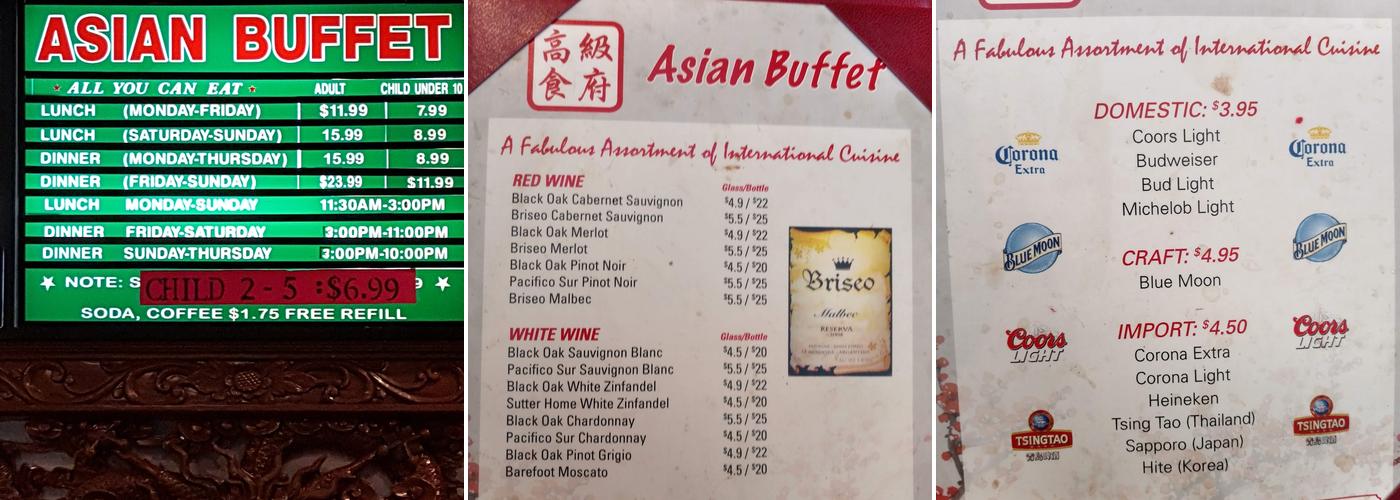 ASIAN BUFFET
★ ALL YOU CAN EAT ★ ADULT CHILD UNDER 10
LUNCH (MONDAY-FRIDAY) $11.99 7.99
LUNCH (SATURDAY-SUNDAY) 15.99 8.99
DINNER (MONDAY-THURSDAY) 15.99 8.99
DINNER (FRIDAY-SUNDAY) $23.99 $11.99
LUNCH MONDAY-SUNDAY 11:30AM-3:00PM
DINNER FRIDAY-SATURDAY 3:00PM-11:00PM
DINNER SUNDAY-THURSDAY 3:00PM-10:00PM
★ NOTE: S CHILD 2-5 :$6.99 9 ★
SODA, COFFEE $1.75 FREE REFILL
高級
食府
Asian Buffet
A Fabulous Assortment of International Cuisine
RED WINE Glass/Bottle
Black Oak Cabernet Sauvignon $4.9 / $22
Briseo Cabernet Sauvignon $5.5 / $25
Black Oak Merlot $4.9 / $22
Briseo Merlot $5.5 / $25
Black Oak Pinot Noir $4.5 / $20
Pacifico Sur Pinot Noir $5.5 / $25
Briseo Malbec $5.5 / $25
Briseo
Malbec
RESERVA
WHITE WINE Glass/Bottle
Black Oak Sauvignon Blanc $4.5 / $20
Pacifico Sur Sauvignon Blanc $5.5 / $25
Black Oak White Zinfandel $4.9 / $22
Sutter Home White Zinfandel $4.5 / $20
Black Oak Chardonnay $5.5 / $25
Pacifico Sur Chardonnay $4.5 / $20
Black Oak Pinot Grigio $4.9 / $22
Barefoot Moscato $4.5 / $20
A Fabulous Assortment of International Cuisine
DOMESTIC: $3.95
Coors Light
Budweiser
Bud Light
Michelob Light
CRAFT: $4.95
Blue Moon
IMPORT: $4.50
Corona Extra
Corona Light
Heineken
Tsing Tao (Thailand)
Sapporo (Japan)
Hite (Korea)
Corona
Extra
BLUE MOON
Coors
LIGHT
TSINGTAO
Corona
Extra
BLUE MOON
Coors
LIGHT
TSINGTAO